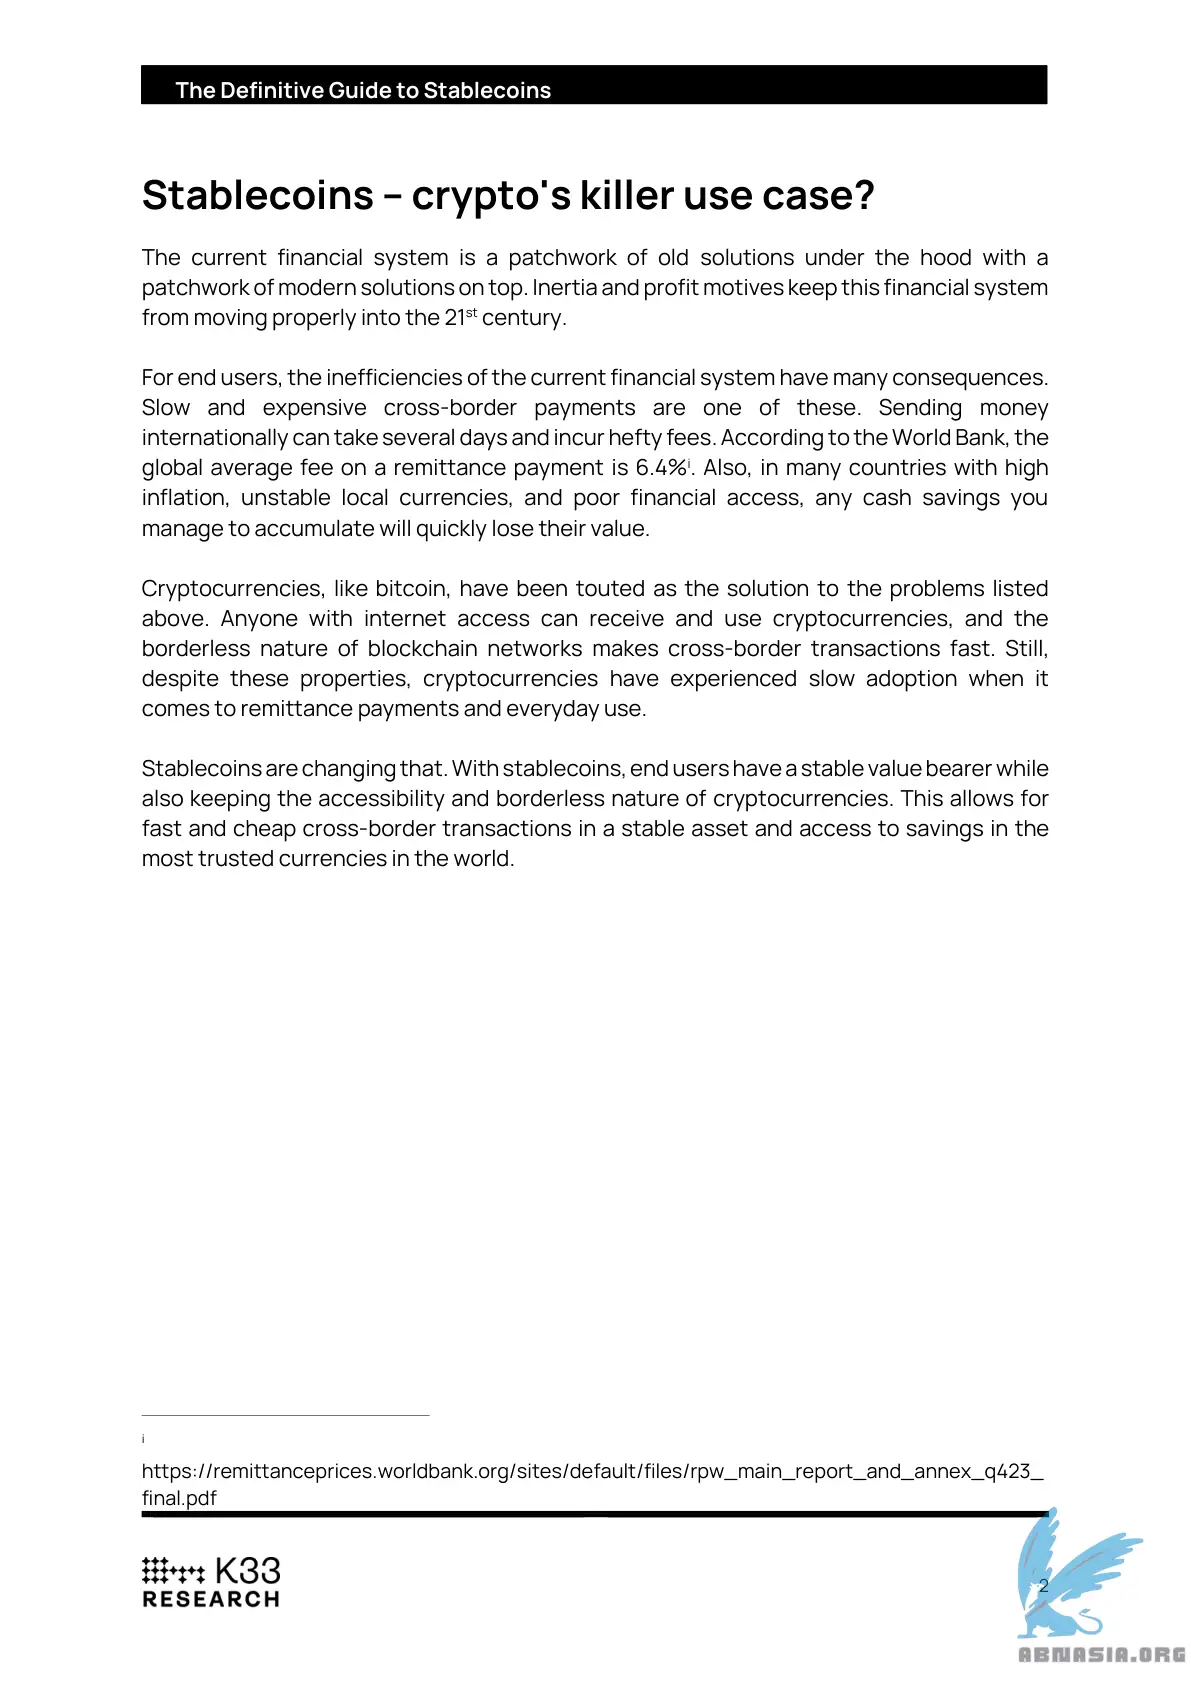 The Definitive Guide to Stablecoins
Stablecoins – crypto's killer use case?
The current financial system is a patchwork of old solutions under the hood with a
patchwork of modern solutions on top. Inertia and profit motives keep this financial system
from moving properly into the 21st century.
For end users, the inefficiencies of the current financial system have many consequences.
Slow and expensive cross-border payments are one of these. Sending money
internationally can take several days and incur hefty fees. According to the World Bank, the
global average fee on a remittance payment is 6.4%i. Also, in many countries with high
inflation, unstable local currencies, and poor financial access, any cash savings you
manage to accumulate will quickly lose their value.
Cryptocurrencies, like bitcoin, have been touted as the solution to the problems listed
above. Anyone with internet access can receive and use cryptocurrencies, and the
borderless nature of blockchain networks makes cross-border transactions fast. Still,
despite these properties, cryptocurrencies have experienced slow adoption when it
comes to remittance payments and everyday use.
Stablecoins are changing that. With stablecoins, end users have a stable value bearer while
also keeping the accessibility and borderless nature of cryptocurrencies. This allows for
fast and cheap cross-border transactions in a stable asset and access to savings in the
most trusted currencies in the world.
i
https://remittanceprices.worldbank.org/sites/default/files/rpw_main_report_and_annex_q423_
final.pdf
K33
RESEARCH
2
ABNASIA.ORG